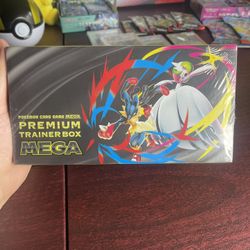 POKÉMON CARD GAME MEGA
PREMIUM
TRAINER BOX
MEGA